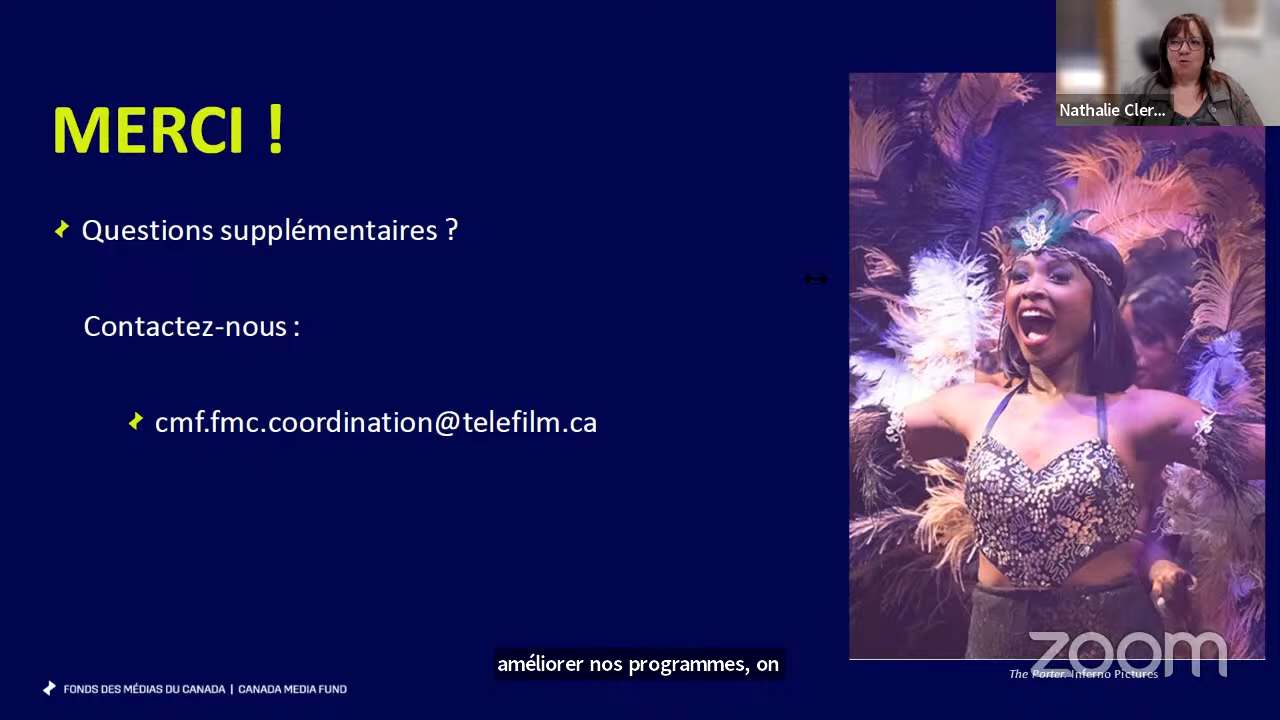 Nathalie Cler...
MERCI !
Questions supplémentaires ?
Contactez-nous :
cmf.fmc.coordination@telefilm.ca
améliorer nos programmes, on
zoom
The Porter. Inferno Pictures
FONDS DES MÉDIAS DU CANADA | CANADA MEDIA FUND